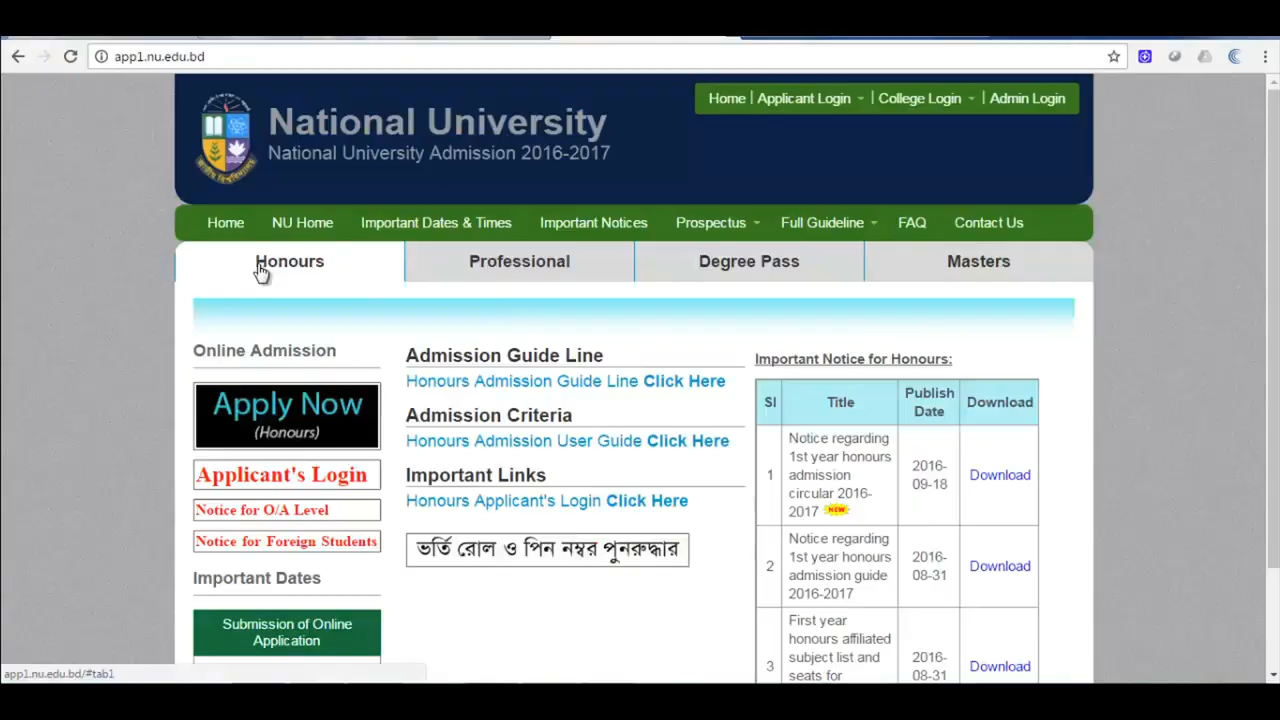 app1.nu.edu.bd
Home | Applicant Login | College Login | Admin Login
National University
National University Admission 2016-2017
Home NU Home Important Dates & Times Important Notices Prospectus Full Guideline FAQ Contact Us
Honours Professional Degree Pass Masters
Online Admission
Apply Now
(Honours)
Applicant's Login
Notice for O/A Level
Notice for Foreign Students
Important Dates
Submission of Online
Application
Admission Guide Line
Honours Admission Guide Line Click Here
Admission Criteria
Honours Admission User Guide Click Here
Important Links
Honours Applicant's Login Click Here
ভর্তি রোল ও পিন নম্বর পুনরুদ্ধার
Important Notice for Honours:
Sl Title Publish Date Download
1 Notice regarding
1st year honours
admission
circular 2016-
2017 NEW
2016-
09-18
Download
2 Notice regarding
1st year honours
admission guide
2016-2017
2016-
08-31
Download
3 First year
honours affiliated
subject list and
seats for
2016-
08-31
Download
app1.nu.edu.bd/#tab1